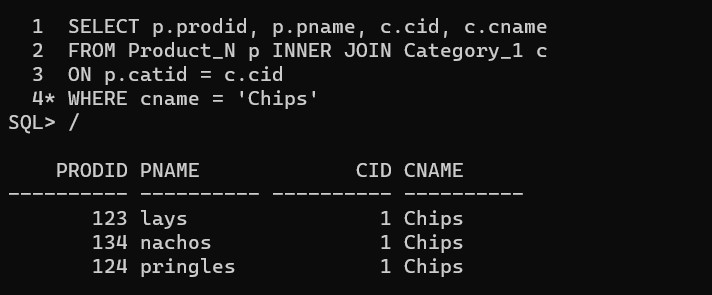 1  SELECT p.prodid, p.pname, c.cid, c.cname
  2  FROM Product_N p INNER JOIN Category_1 c
  3  ON p.catid = c.cid
  4* WHERE cname = 'Chips'
SQL> /
    PRODID PNAME             CID CNAME
---------- ---------- ---------- ----------
       123 lays                1 Chips
       134 nachos              1 Chips
       124 pringles            1 Chips